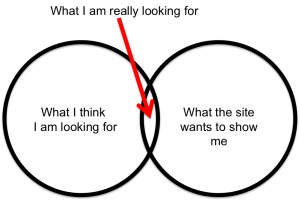 What I am really looking for
What I think
I am looking for
What the site
wants to show
me